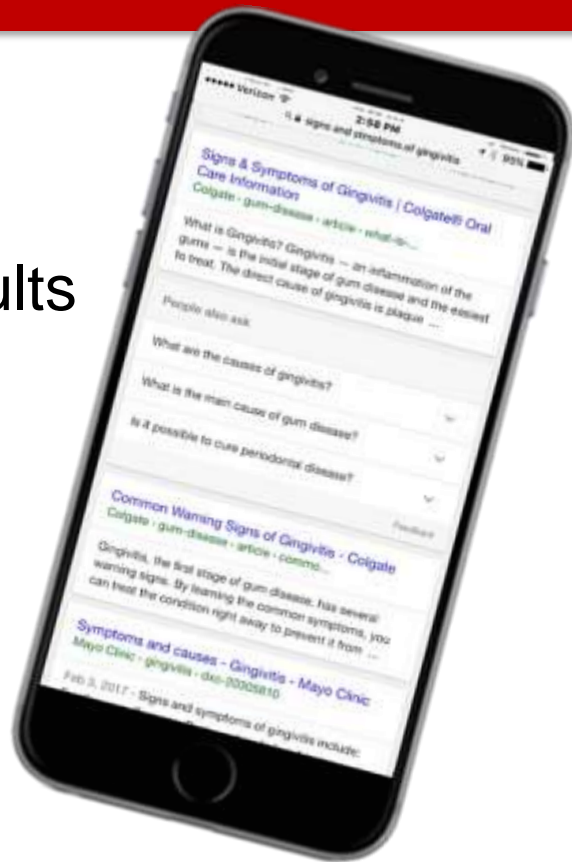 ults
Verizon
2:58 PM
95%
signs and symptoms of gingivitis
Signs & Symptoms of Gingivitis | Colgate® Oral
Care Information
Colgate › gum-disease › article › what-is-...
What is Gingivitis? Gingivitis — an inflammation of the
gums — is the initial stage of gum disease and the easiest
to treat. The direct cause of gingivitis is plaque ...
People also ask
What are the causes of gingivitis?
What is the main cause of gum disease?
Is it possible to cure periodontal disease?
Feedback
Common Warning Signs of Gingivitis - Colgate
Colgate › gum-disease › article › commo...
Gingivitis, the first stage of gum disease, has several
warning signs. By learning the common symptoms, you
can treat the condition right away to prevent it from ...
Symptoms and causes - Gingivitis - Mayo Clinic
Mayo Clinic › gingivitis › dxc-20305810
Feb 3, 2017 - Signs and symptoms of gingivitis include: